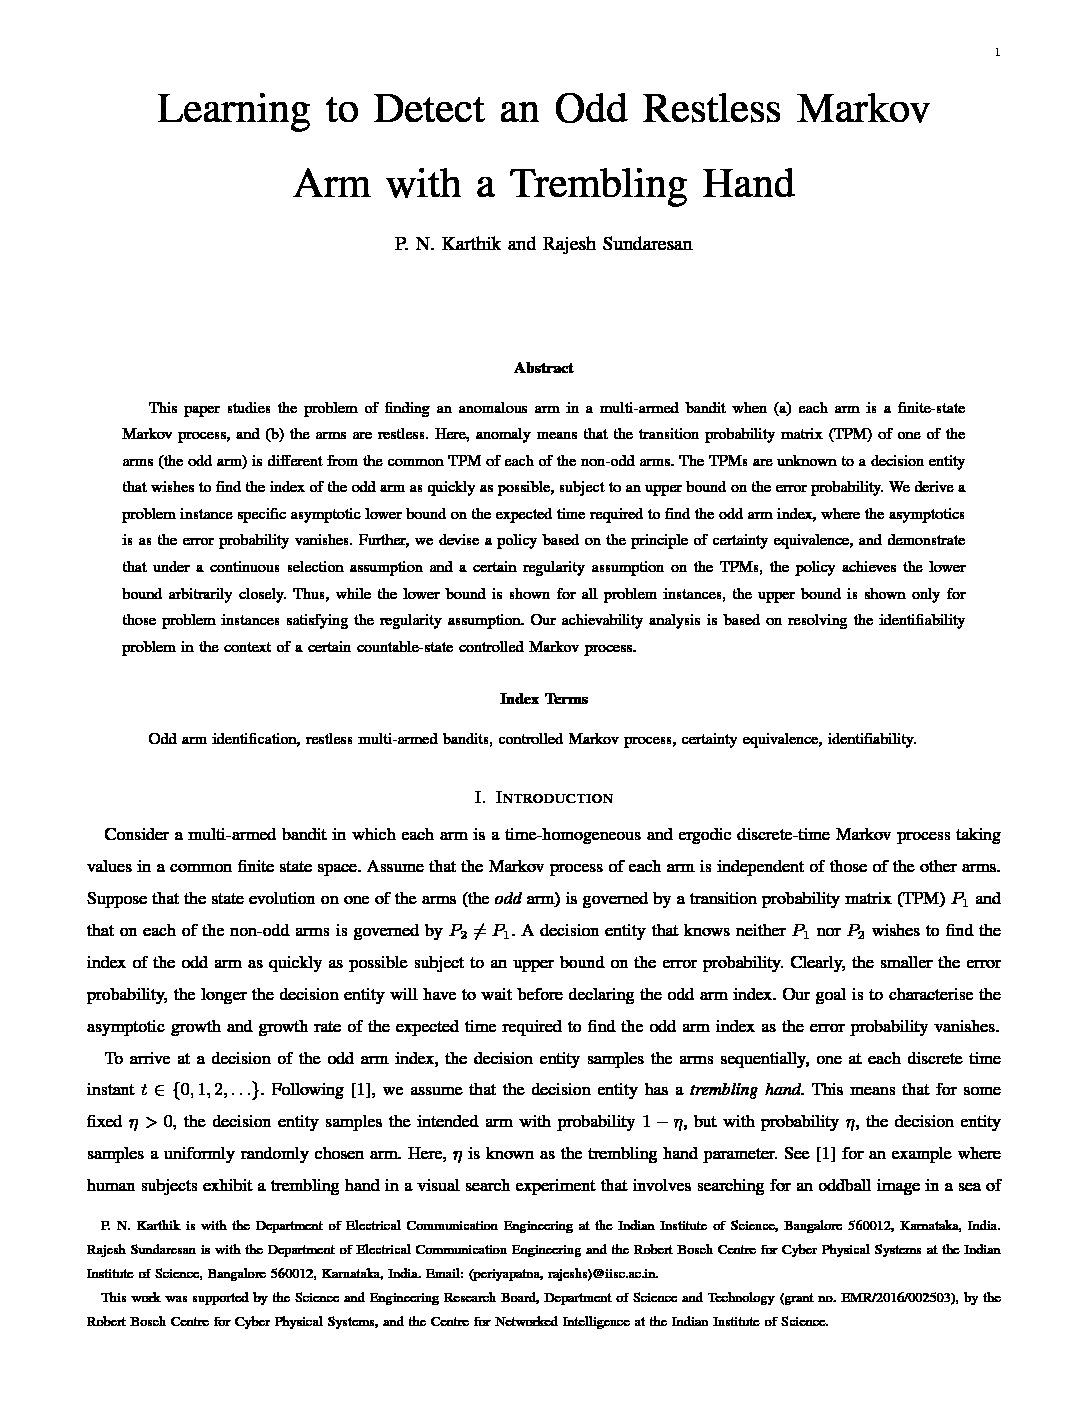 1
Learning to Detect an Odd Restless Markov
Arm with a Trembling Hand
P. N. Karthik and Rajesh Sundaresan
Abstract
This paper studies the problem of finding an anomalous arm in a multi-armed bandit when (a) each arm is a finite-state
Markov process, and (b) the arms are restless. Here, anomaly means that the transition probability matrix (TPM) of one of the
arms (the odd arm) is different from the common TPM of each of the non-odd arms. The TPMs are unknown to a decision entity
that wishes to find the index of the odd arm as quickly as possible, subject to an upper bound on the error probability. We derive a
problem instance specific asymptotic lower bound on the expected time required to find the odd arm index, where the asymptotics
is as the error probability vanishes. Further, we devise a policy based on the principle of certainty equivalence, and demonstrate
that under a continuous selection assumption and a certain regularity assumption on the TPMs, the policy achieves the lower
bound arbitrarily closely. Thus, while the lower bound is shown for all problem instances, the upper bound is shown only for
those problem instances satisfying the regularity assumption. Our achievability analysis is based on resolving the identifiability
problem in the context of a certain countable-state controlled Markov process.
Index Terms
Odd arm identification, restless multi-armed bandits, controlled Markov process, certainty equivalence, identifiability.
I. INTRODUCTION
Consider a multi-armed bandit in which each arm is a time-homogeneous and ergodic discrete-time Markov process taking
values in a common finite state space. Assume that the Markov process of each arm is independent of those of the other arms.
Suppose that the state evolution on one of the arms (the odd arm) is governed by a transition probability matrix (TPM) P₁ and
that on each of the non-odd arms is governed by P₂ ≠ P₁. A decision entity that knows neither P₁ nor P₂ wishes to find the
index of the odd arm as quickly as possible subject to an upper bound on the error probability. Clearly, the smaller the error
probability, the longer the decision entity will have to wait before declaring the odd arm index. Our goal is to characterise the
asymptotic growth and growth rate of the expected time required to find the odd arm index as the error probability vanishes.
To arrive at a decision of the odd arm index, the decision entity samples the arms sequentially, one at each discrete time
instant t ∈ {0, 1, 2, . . .}. Following [1], we assume that the decision entity has a trembling hand. This means that for some
fixed η > 0, the decision entity samples the intended arm with probability 1 − η, but with probability η, the decision entity
samples a uniformly randomly chosen arm. Here, η is known as the trembling hand parameter. See [1] for an example where
human subjects exhibit a trembling hand in a visual search experiment that involves searching for an oddball image in a sea of
P. N. Karthik is with the Department of Electrical Communication Engineering at the Indian Institute of Science, Bangalore 560012, Karnataka, India.
Rajesh Sundaresan is with the Department of Electrical Communication Engineering and the Robert Bosch Centre for Cyber Physical Systems at the Indian
Institute of Science, Bangalore 560012, Karnataka, India. Email: (periyapatna, rajeshs)@iisc.ac.in.
This work was supported by the Science and Engineering Research Board, Department of Science and Technology (grant no. EMR/2016/002503), by the
Robert Bosch Centre for Cyber Physical Systems, and the Centre for Networked Intelligence at the Indian Institute of Science.